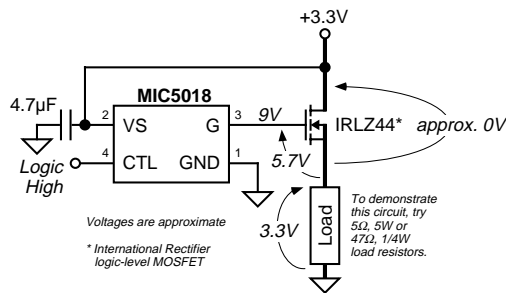 +3.3V
MIC5018
4.7µF
2
VS
G
3
9V
IRLZ44*
approx. 0V
4
CTL
GND
1
5.7V
Logic
High
Voltages are approximate
* International Rectifier
logic-level MOSFET
3.3V
Load
To demonstrate
this circuit, try
5Ω, 5W or
47Ω, 1/4W
load resistors.